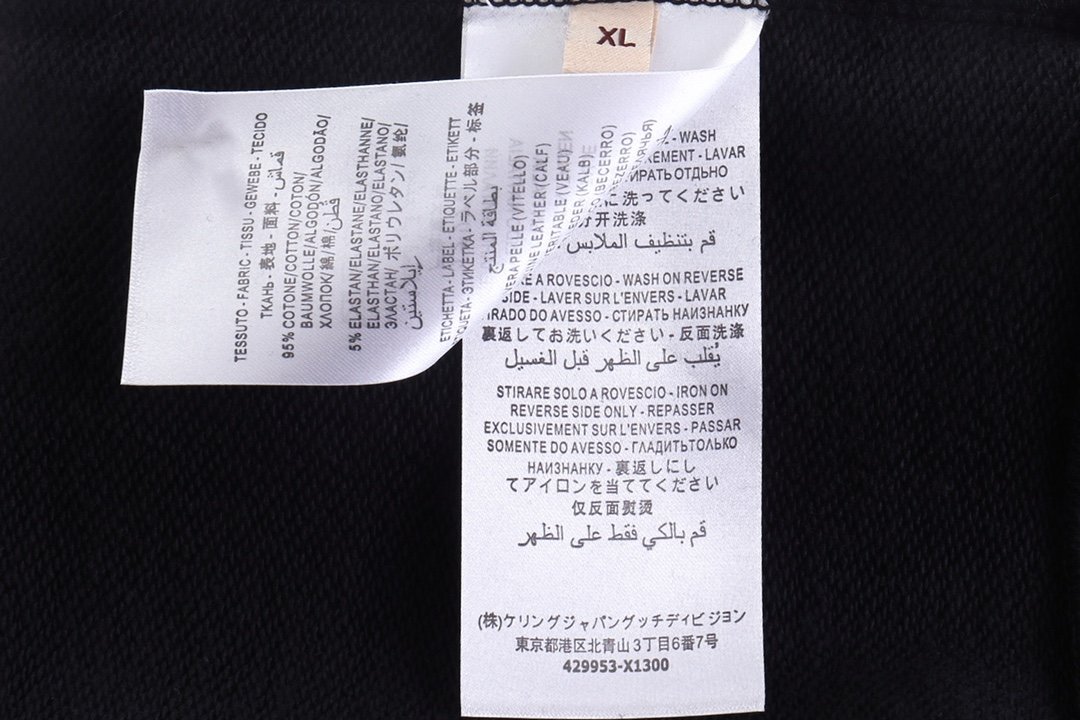 XL
TESSUTO - FABRIC - TISSU - GEWEBE - TECIDO
ТКАНЬ - 表地 - 面料 - قماش
95% COTONE/COTTON/COTON/
BAUMWOLLE/ALGODÓN/ALGODÃO/
ХЛОПОК/ 綿/ 棉/ قطن/
5% ELASTAN/ELASTANE/ELASTHANNE/
ELASTHAN/ELASTANO/ELASTANO/
ЭЛАСТАН/ ポリウレタン/ 氨纶/
إيلاستين
ETICHETTA - LABEL - ETIQUETTE - ETIKETT
ЭТИКЕТКА - ラベル部分 - 标签
بطاقة المنتج
PELLE (VITELLO)
LEATHER (CALF)
(VEAU)
(KALB)
- WASH
- LAVAR
ОТДЬНО
に洗ってください
开洗涤
قم بتنظيف الملابس
A ROVESCIO - WASH ON REVERSE
SIDE - LAVER SUR L'ENVERS - LAVAR
DO AVESSO - СТИРАТЬ НАИЗНАНКУ
裏返してお洗いください - 反面洗涤
يُقلب على الظهر قبل الغسيل
STIRARE SOLO A ROVESCIO - IRON ON
REVERSE SIDE ONLY - REPASSER
EXCLUSIVEMENT SUR L'ENVERS - PASSAR
SOMENTE DO AVESSO - ГЛАДИТЬТОЛЬКО
НАИЗНАНКУ - 裏返しにし
てアイロンを当ててください
仅反面熨烫
قم بالكي فقط على الظهر
(株)ケリングジャパングッチディビジョン
東京都港区北青山3丁目6番7号
429953-X1300